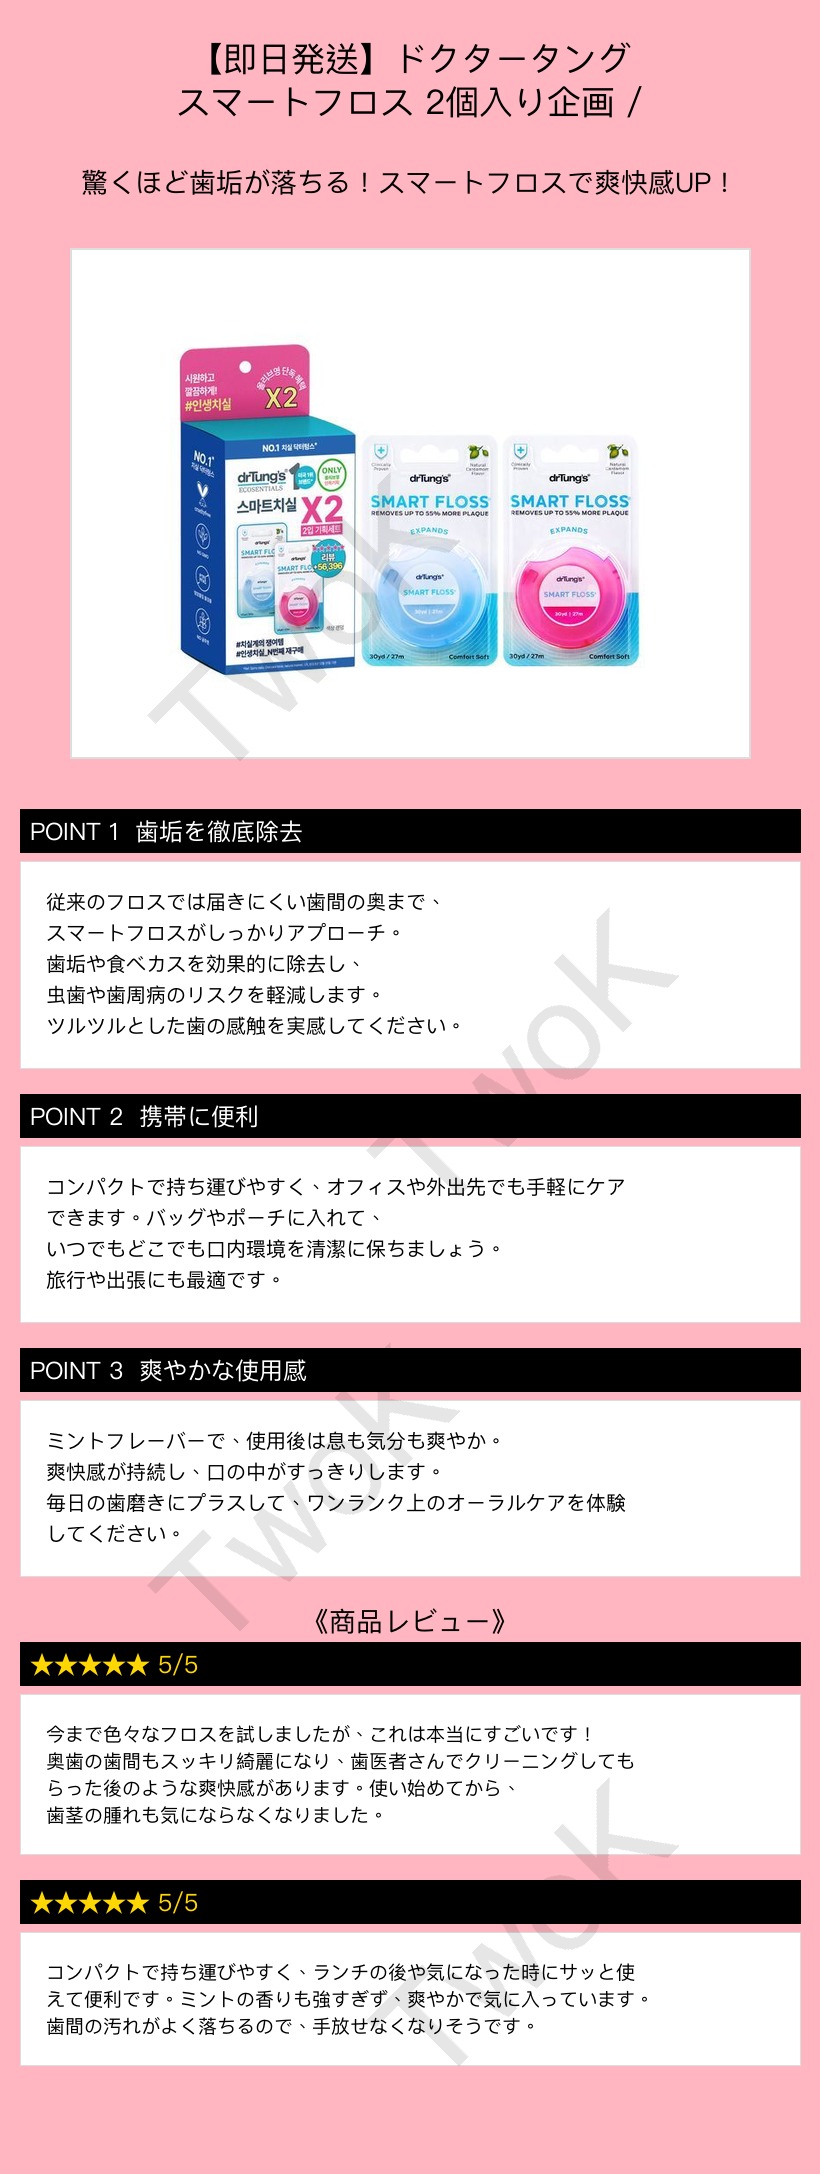 【即日発送】ドクタータング
スマートフロス 2個入り企画 /
驚くほど歯垢が落ちる！スマートフロスで爽快感UP！
시원하고
깔끔하게!
#인생치실
올리브영 단독 혜택
X2
NO.1 치실 닥터텅스*
NO.1*
치실 닥터텅스
drTung's®
ECOSENTIALS
ONLY
스마트치실
X2
2입 기획세트
리뷰
+56,396
SMART FLOSS
#치실계의 쟁여템
#인생치실_N번째 재구매
Clinically
Proven
Natural
Cardamom
Flavor
drTung's®
SMART FLOSS®
REMOVES UP TO 55% MORE PLAQUE
EXPANDS
drTung's®
SMART FLOSS®
30yd | 27m
30yd / 27m
Comfort Soft
Clinically
Proven
Natural
Cardamom
Flavor
drTung's®
SMART FLOSS®
REMOVES UP TO 55% MORE PLAQUE
EXPANDS
drTung's®
SMART FLOSS®
30yd | 27m
30yd / 27m
Comfort Soft
TwoK
POINT 1 歯垢を徹底除去
従来のフロスでは届きにくい歯間の奥まで、
スマートフロスがしっかりアプローチ。
歯垢や食べカスを効果的に除去し、
虫歯や歯周病のリスクを軽減します。
ツルツルとした歯の感触を実感してください。
TwoK
POINT 2 携帯に便利
コンパクトで持ち運びやすく、オフィスや外出先でも手軽にケア
できます。バッグやポーチに入れて、
いつでもどこでも口内環境を清潔に保ちましょう。
旅行や出張にも最適です。
POINT 3 爽やかな使用感
ミントフレーバーで、使用後は息も気分も爽やか。
爽快感が持続し、口の中がすっきりします。
毎日の歯磨きにプラスして、ワンランク上のオーラルケアを体験
してください。
TwoK
《商品レビュー》
★★★★★ 5/5
今まで色々なフロスを試しましたが、これは本当にすごいです！
奥歯の歯間もスッキリ綺麗になり、歯医者さんでクリーニングしても
らった後のような爽快感があります。使い始めてから、
歯茎の腫れも気にならなくなりました。
★★★★★ 5/5
コンパクトで持ち運びやすく、ランチの後や気になった時にサッと使
えて便利です。ミントの香りも強すぎず、爽やかで気に入っています。
歯間の汚れがよく落ちるので、手放せなくなりそうです。
TwoK